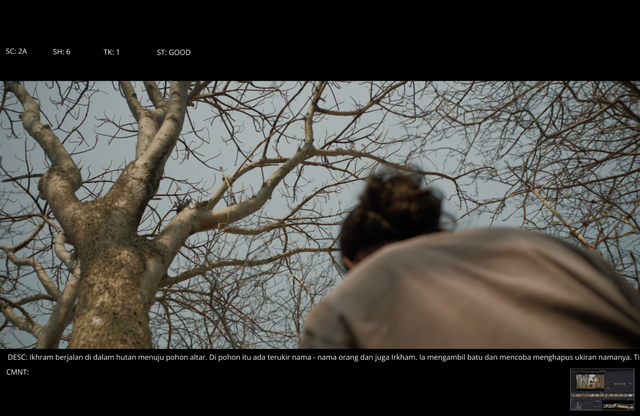 SC: 2A SH: 6 TK: 1 ST: GOOD
DESC: Ikhram berjalan di dalam hutan menuju pohon altar. Di pohon itu ada terukir nama - nama orang dan juga Irkham. Ia mengambil batu dan mencoba menghapus ukiran namanya. Ti
CMNT: